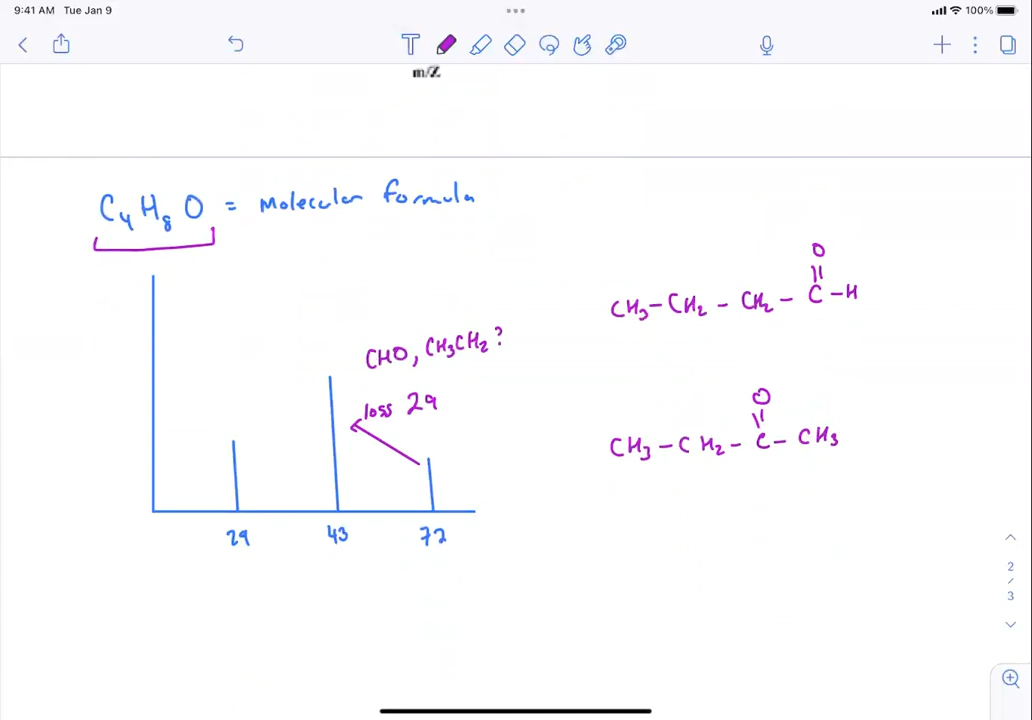 9:41 AM Tue Jan 9
100%
T
m/Z
C4H8O = molecular formula
O
CH3-CH2-CH2-C-H
CHO, CH3CH2?
loss 29
O
CH3-CH2-C-CH3
29 43 72
2
/
3